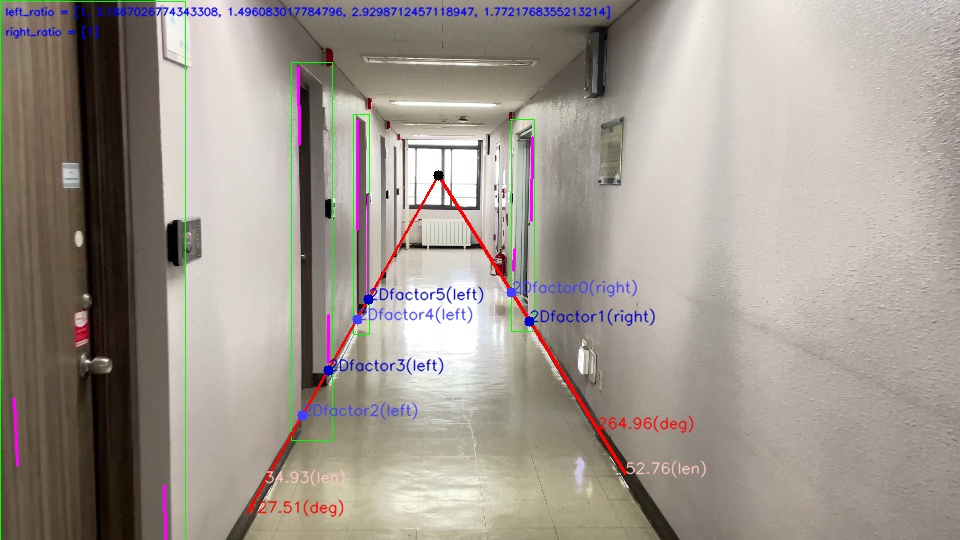 left_ratio = [1, 3.1867026774343308, 1.496083017784796, 2.9298712457118947, 1.7721768355213214]
right_ratio = [1]
2Dfactor0(right)
2Dfactor5(left)
2Dfactor4(left)
2Dfactor1(right)
2Dfactor3(left)
2Dfactor2(left)
264.96(deg)
52.76(len)
34.93(len)
27.51(deg)